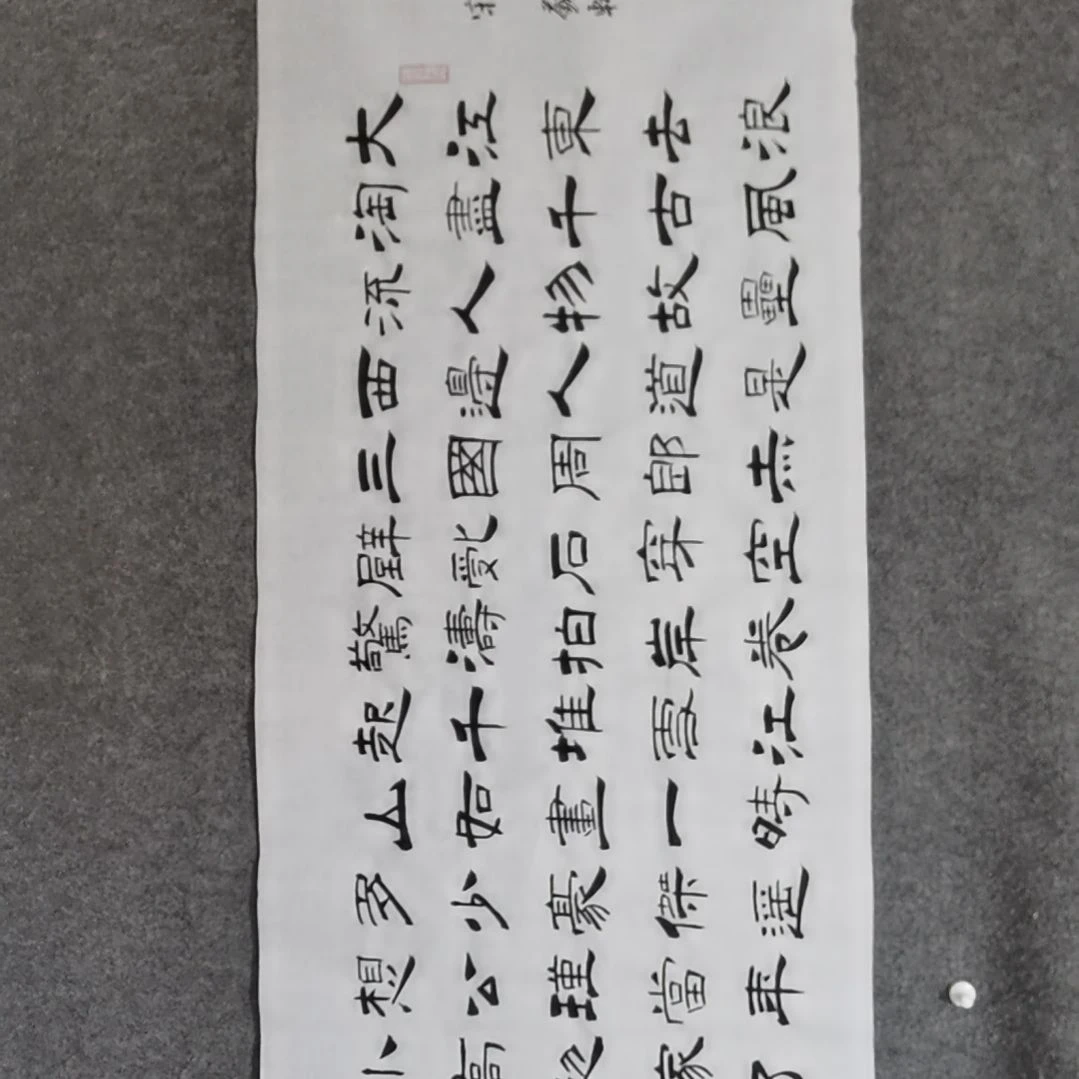 大江東去浪
淘盡千古風
流人物故壘
西邊人道是
三國周郎赤
壁亂石穿空
驚濤拍岸卷
起千堆雪江
山如畫一時
多少豪傑遥
想公瑾當年